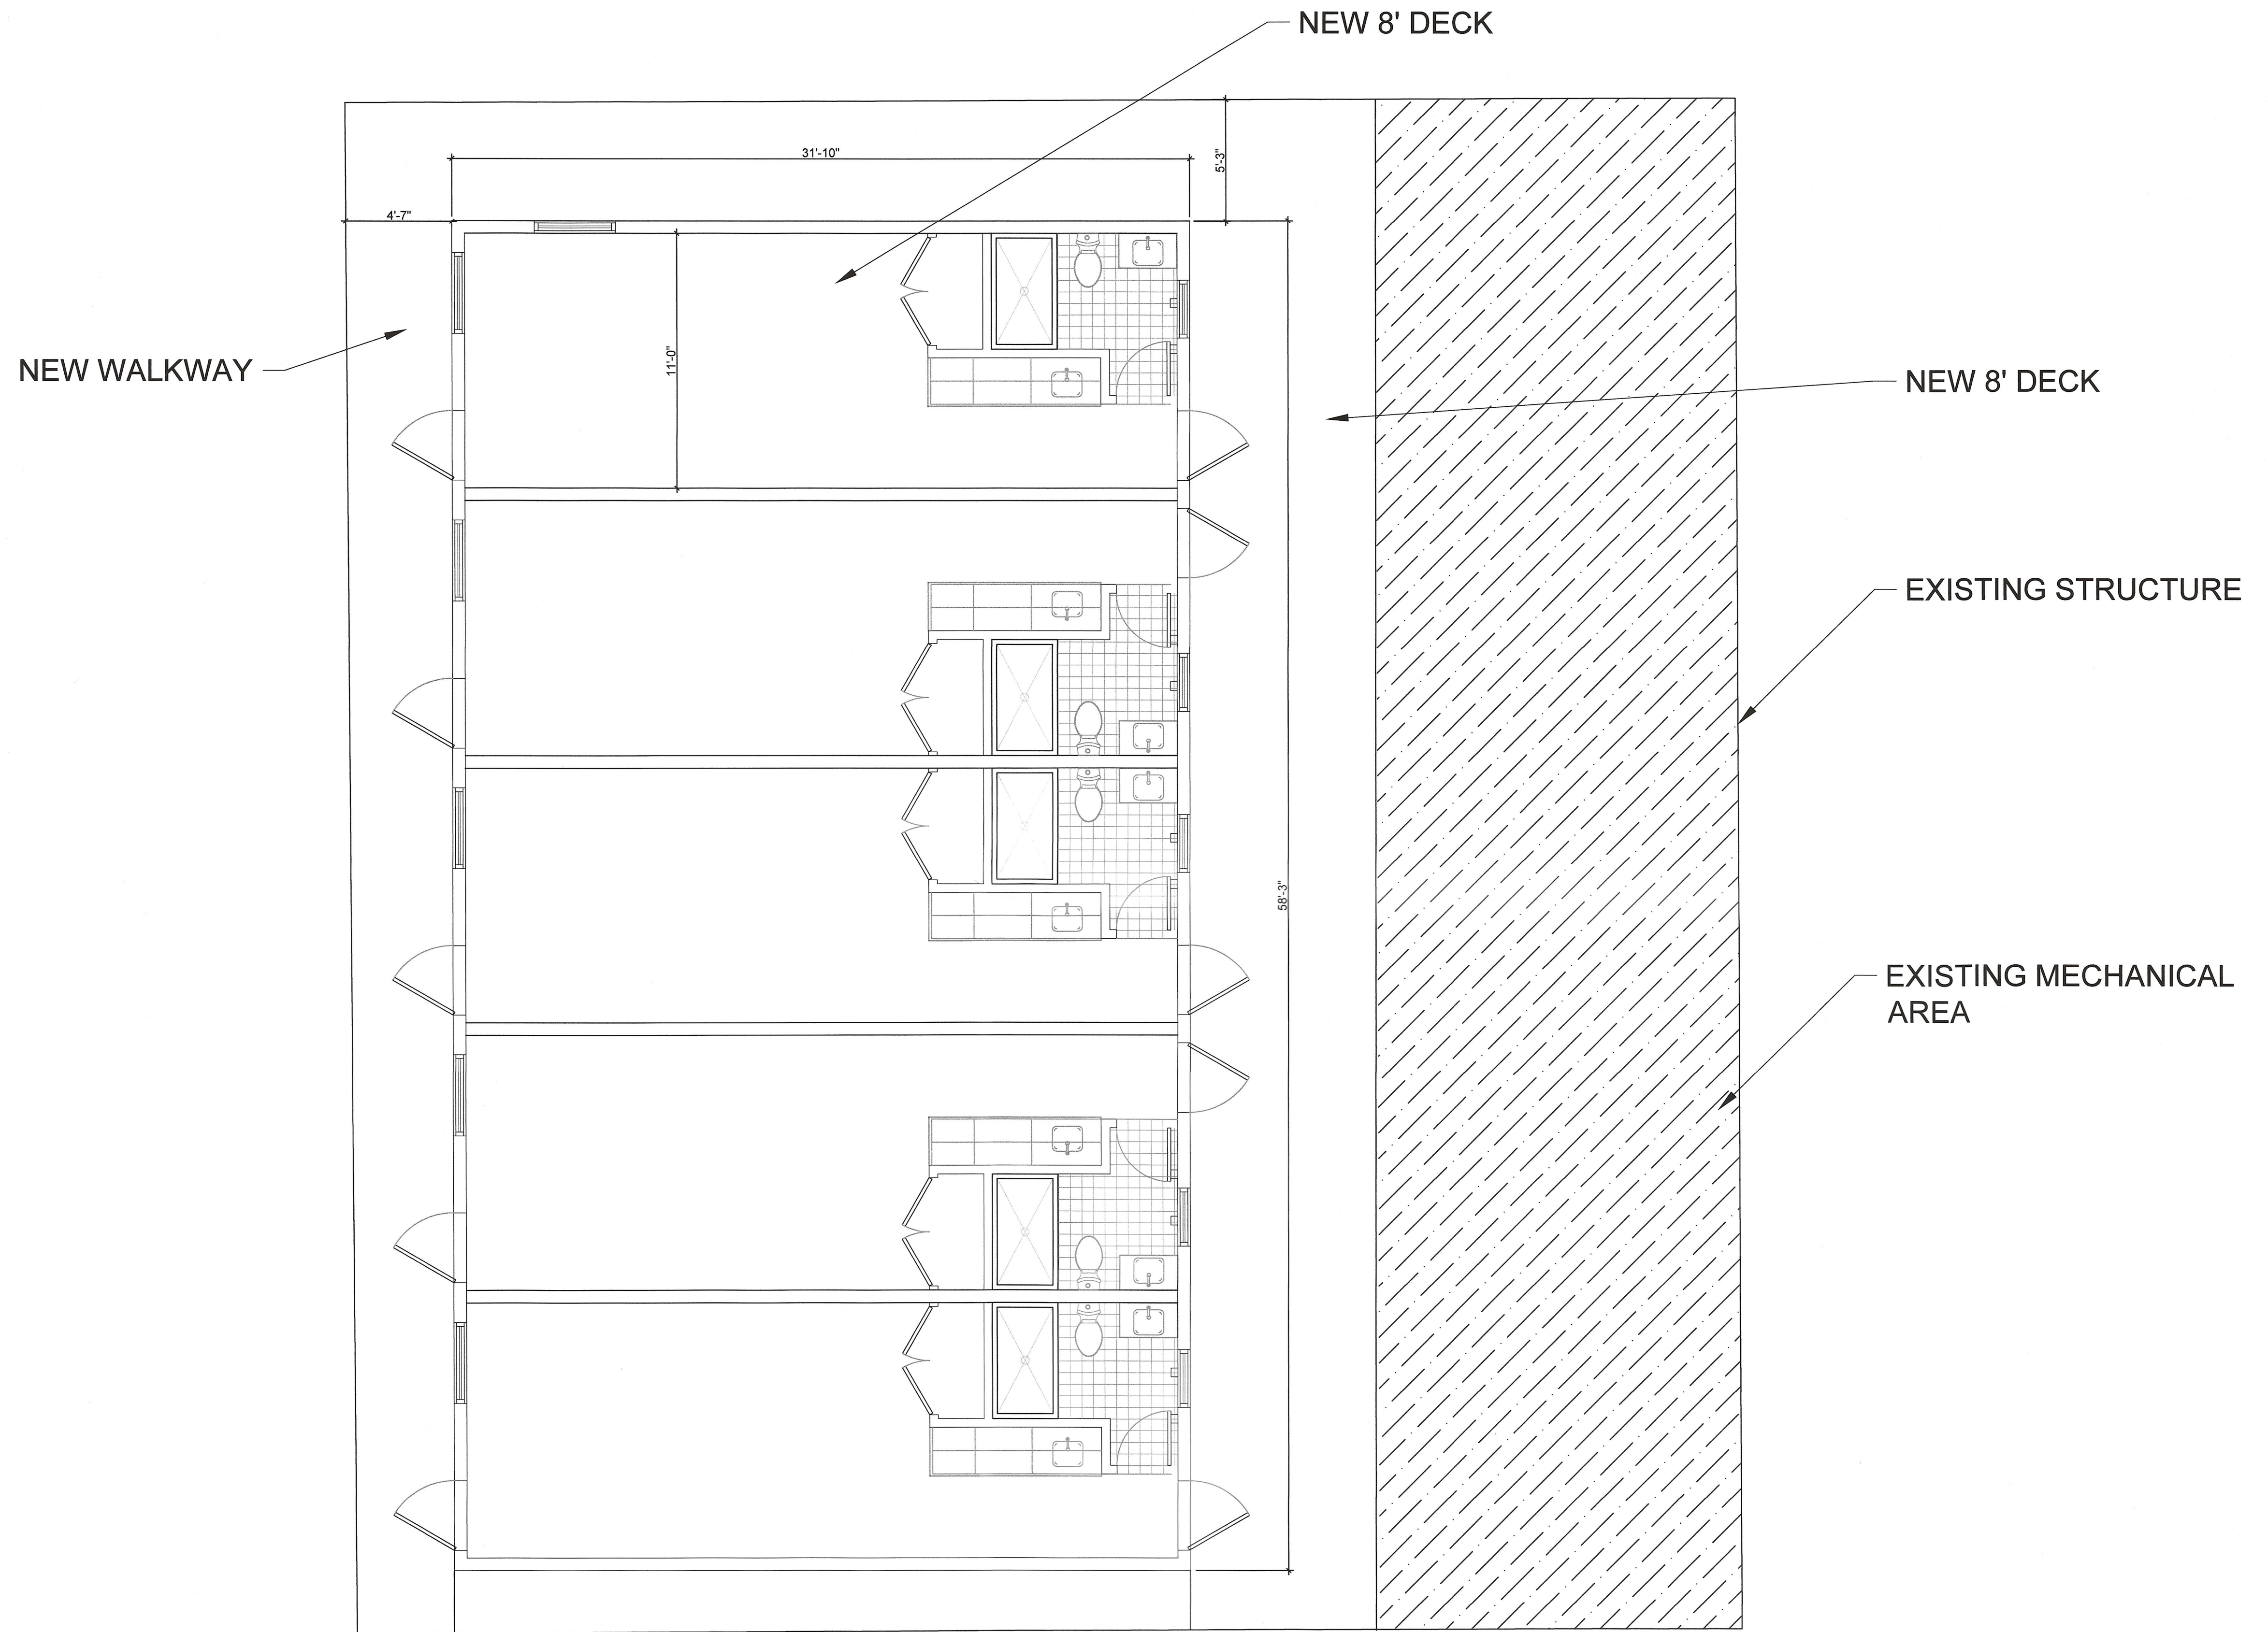 NEW 8' DECK
31'-10"
5'-3"
4'-7"
11'-0"
NEW WALKWAY
NEW 8' DECK
EXISTING STRUCTURE
58'-3"
EXISTING MECHANICAL
AREA